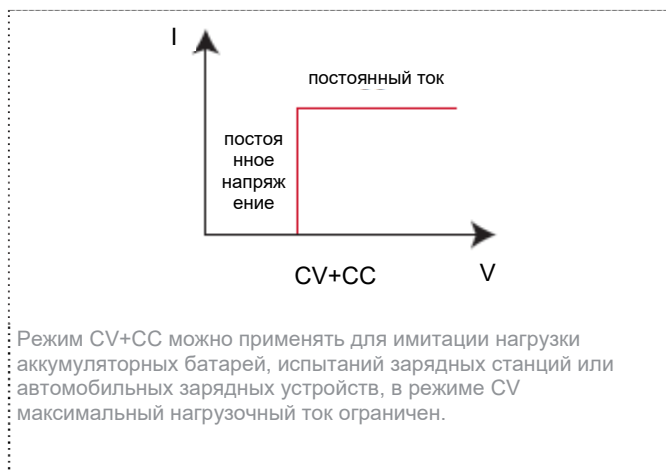 I
постоянный ток
постоя
нное
напряж
ение
CV+CC
V
Режим CV+CC можно применять для имитации нагрузки
аккумуляторных батарей, испытаний зарядных станций или
автомобильных зарядных устройств, в режиме CV
максимальный нагрузочный ток ограничен.